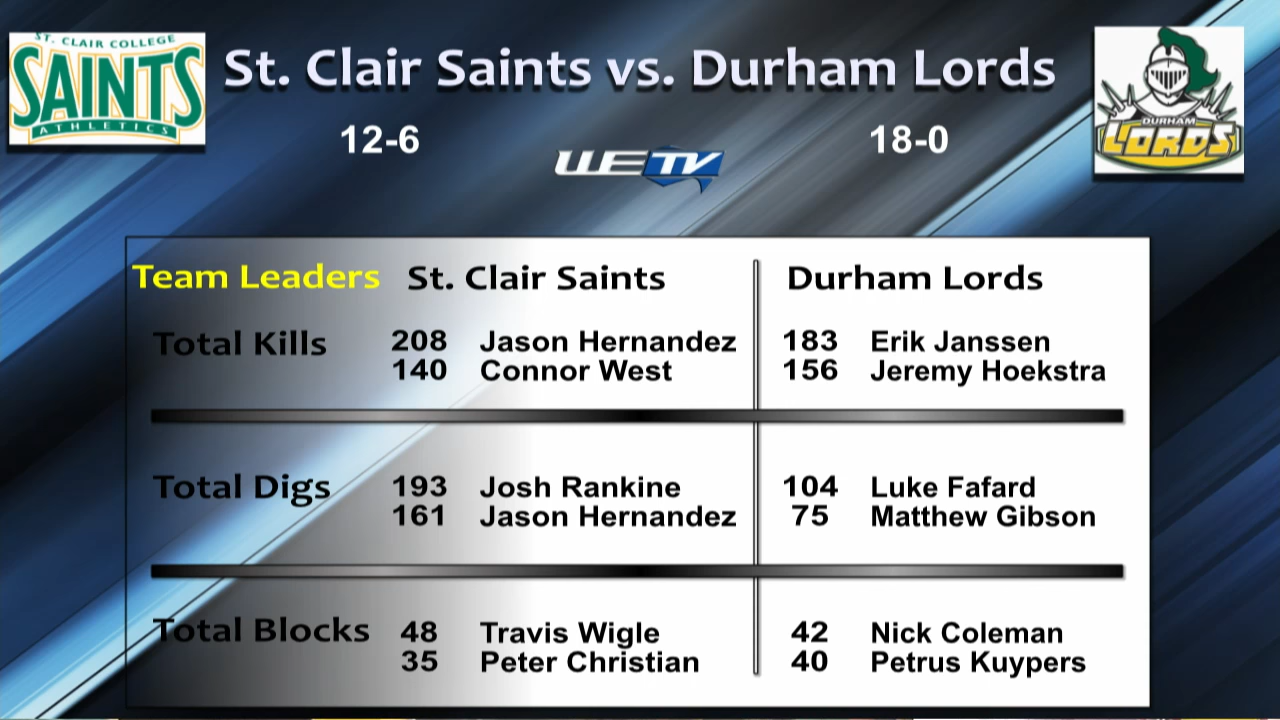 ST. CLAIR COLLEGE
SAINTS
ATHLETICS
St. Clair Saints vs. Durham Lords
DURHAM
LORDS
12-6
18-0
WETV
Team Leaders St. Clair Saints Durham Lords
Total Kills 208 Jason Hernandez 183 Erik Janssen
140 Connor West 156 Jeremy Hoekstra
Total Digs 193 Josh Rankine 104 Luke Fafard
161 Jason Hernandez 75 Matthew Gibson
Total Blocks 48 Travis Wigle 42 Nick Coleman
35 Peter Christian 40 Petrus Kuypers